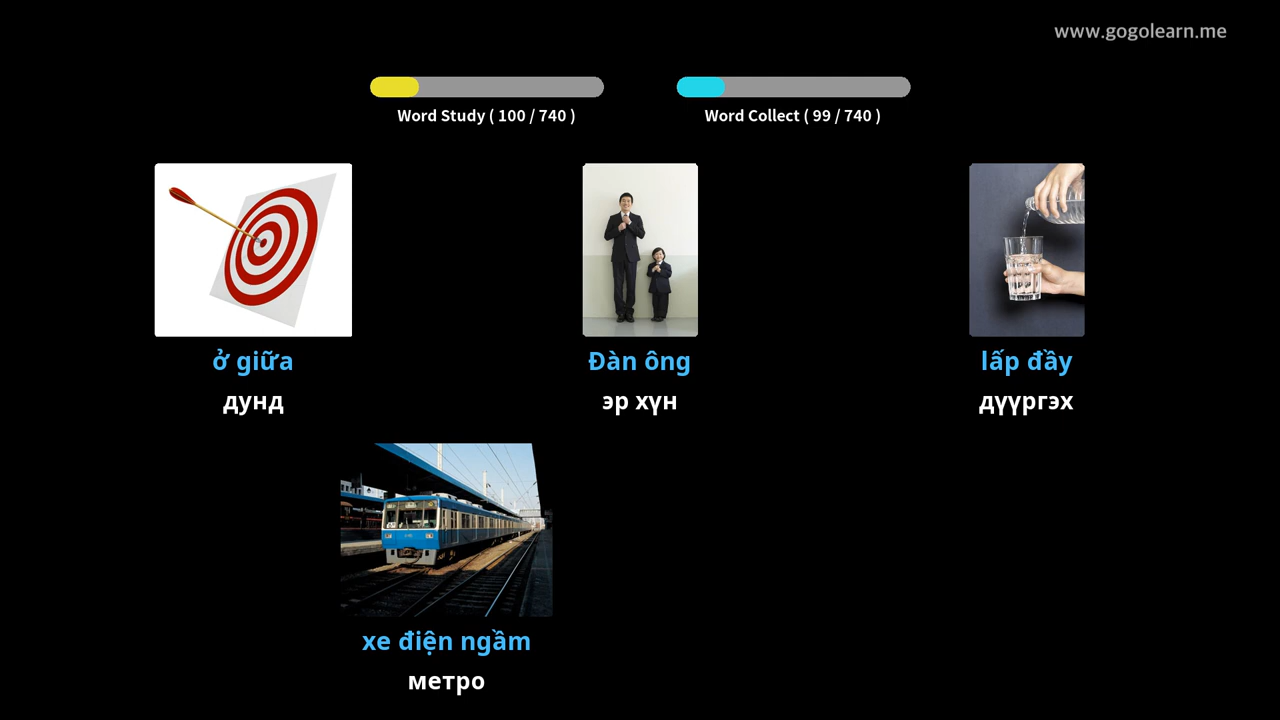 www.gogolearn.me
Word Study ( 100 / 740 )
Word Collect ( 99 / 740 )
ở giữa
дунд
Đàn ông
эр хүн
lấp đầy
дүүргэх
xe điện ngầm
метро